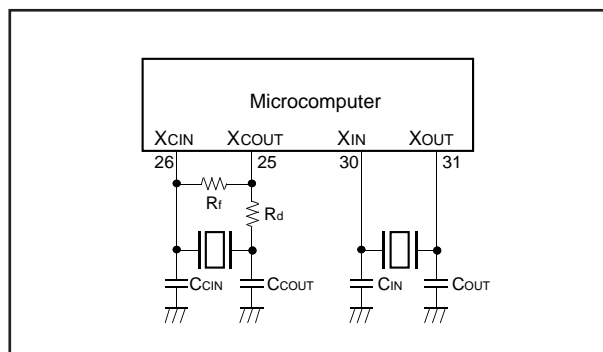 Microcomputer
XCIN XCOUT XIN XOUT
26 25 30 31
Rf
Rd
CCIN CCOUT CIN COUT